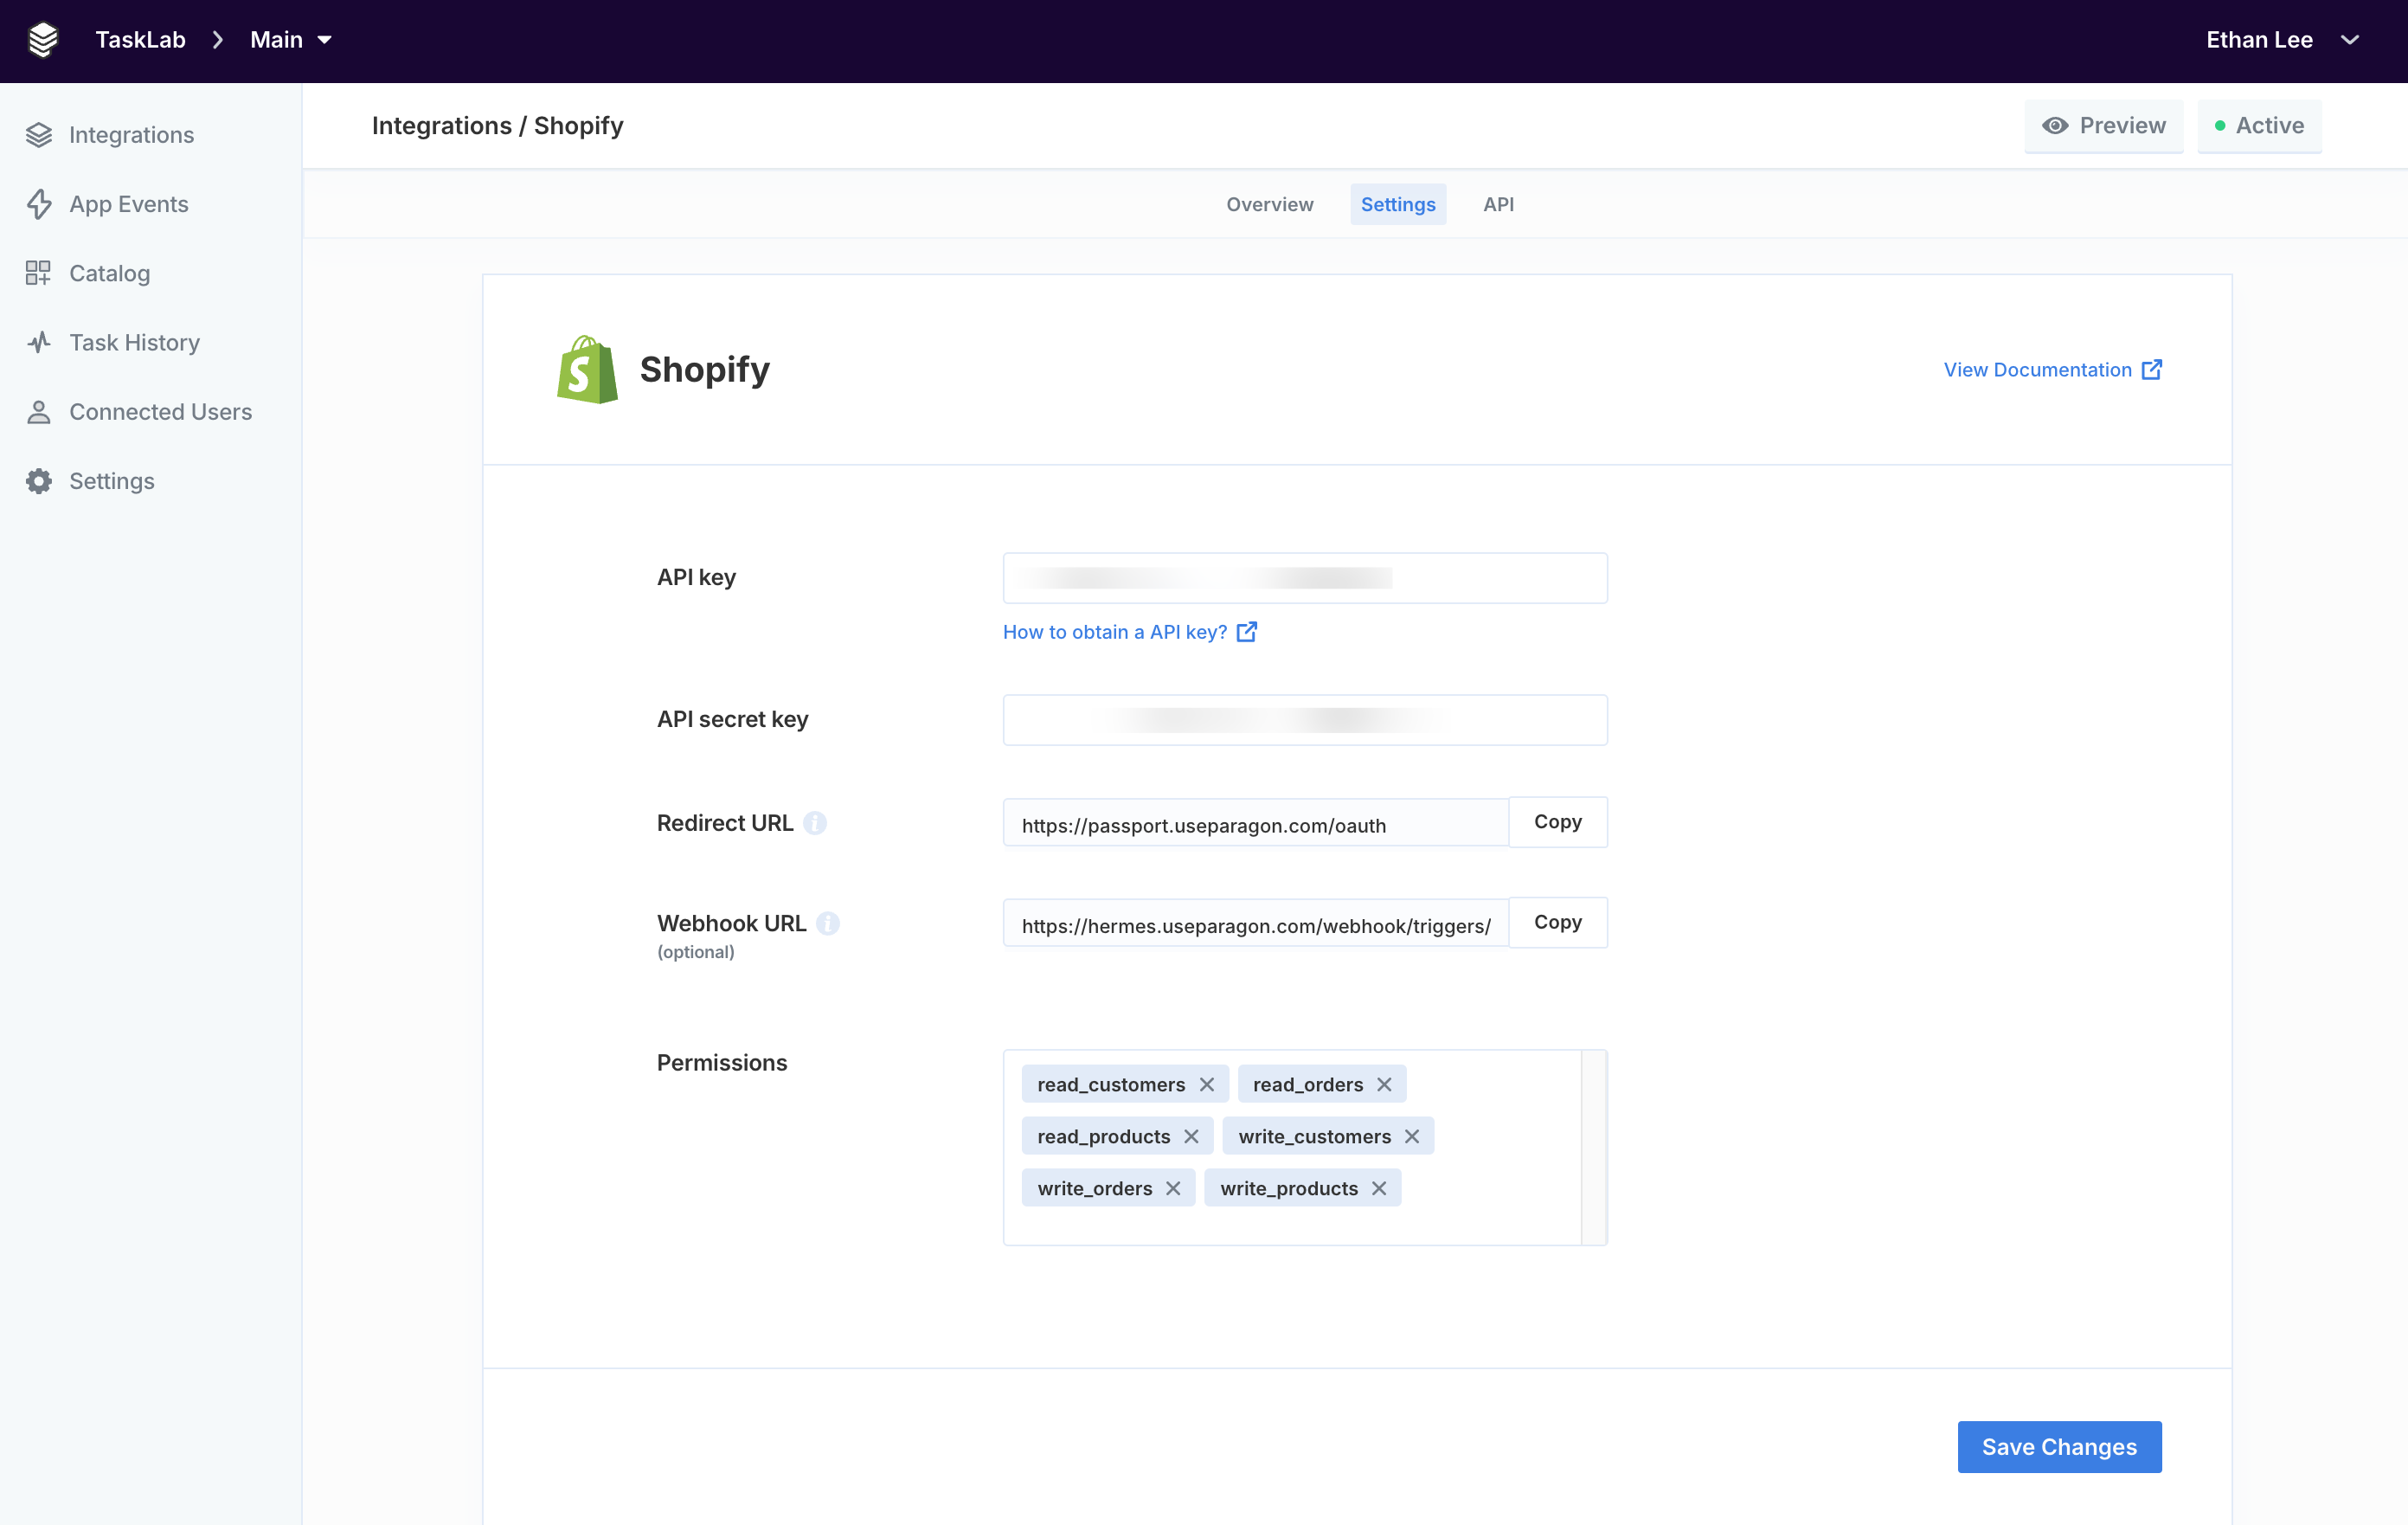 TaskLab
Main
Ethan Lee
Integrations
App Events
Catalog
Task History
Connected Users
Settings
Integrations / Shopify
Preview
Active
Overview
Settings
API
Shopify
View Documentation
API key
How to obtain a API key?
API secret key
Redirect URL
https://passport.useparagon.com/oauth
Copy
Webhook URL
(optional)
https://hermes.useparagon.com/webhook/triggers/
Copy
Permissions
read_customers
read_orders
read_products
write_customers
write_orders
write_products
Save Changes